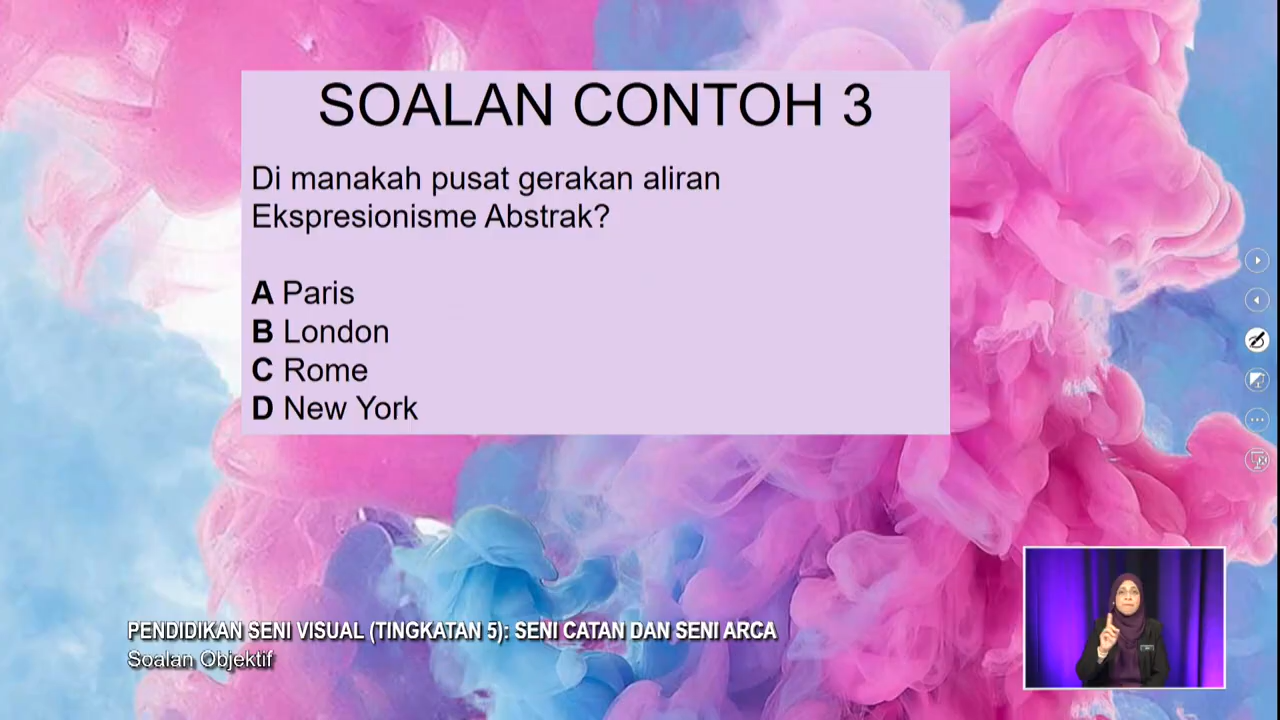 SOALAN CONTOH 3
Di manakah pusat gerakan aliran
Ekspresionisme Abstrak?
A Paris
B London
C Rome
D New York
PENDIDIKAN SENI VISUAL (TINGKATAN 5): SENI CATAN DAN SENI ARCA
Soalan Objektif